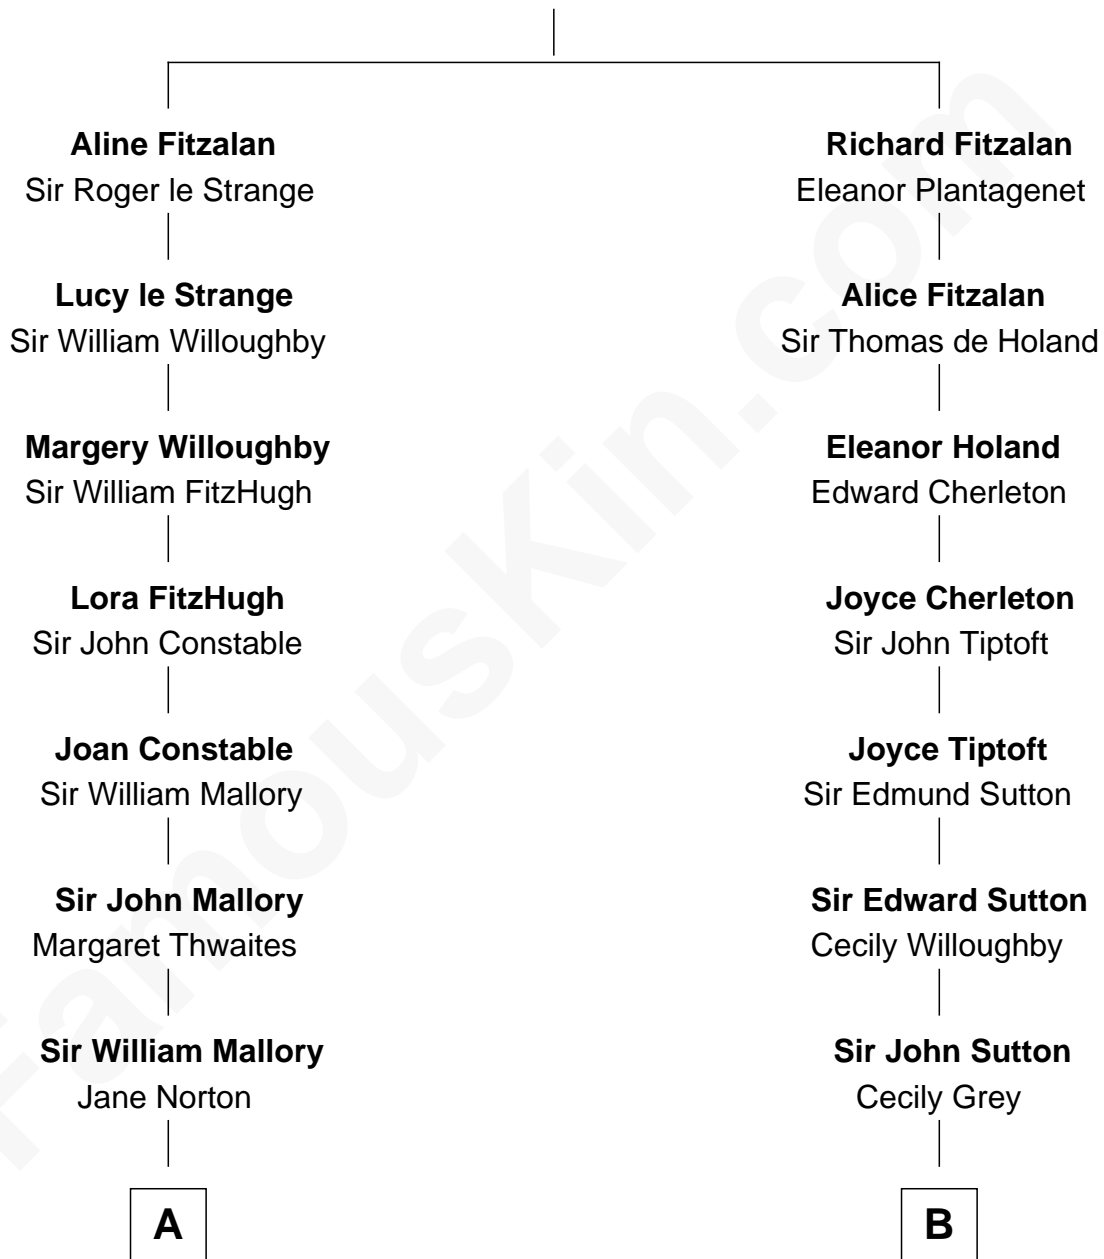 Aline Fitzalan
Sir Roger le Strange
Lucy le Strange
Sir William Willoughby
Margery Willoughby
Sir William FitzHugh
Lora FitzHugh
Sir John Constable
Joan Constable
Sir William Mallory
Sir John Mallory
Margaret Thwaites
Sir William Mallory
Jane Norton
A
Richard Fitzalan
Eleanor Plantagenet
Alice Fitzalan
Sir Thomas de Holand
Eleanor Holand
Edward Cherleton
Joyce Cherleton
Sir John Tiptoft
Joyce Tiptoft
Sir Edmund Sutton
Sir Edward Sutton
Cecily Willoughby
Sir John Sutton
Cecily Grey
B
FamousKin.com